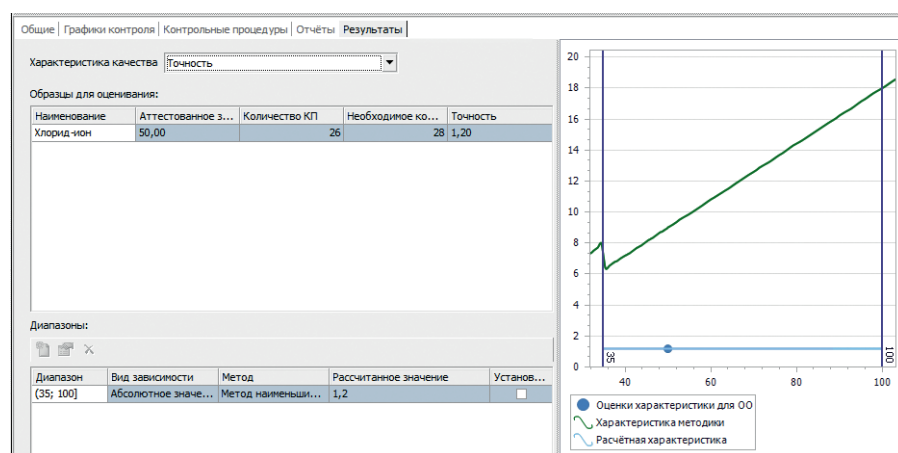 Общие Графики контроля Контрольные процедуры Отчёты Результаты
Характеристика качества Точность
Образцы для оценивания:
Наименование Аттестованное з... Количество КП Необходимое ко... Точность
Хлорид-ион 50,00 26 28 1,20
Диапазоны:
Диапазон Вид зависимости Метод Рассчитанное значение Установ...
(35; 100] Абсолютное значе... Метод наименьши... 1,2
20
18
16
14
12
10
8
6
4
2
0
35
100
40 60 80 100
Оценки характеристики для ОО
Характеристика методики
Расчётная характеристика